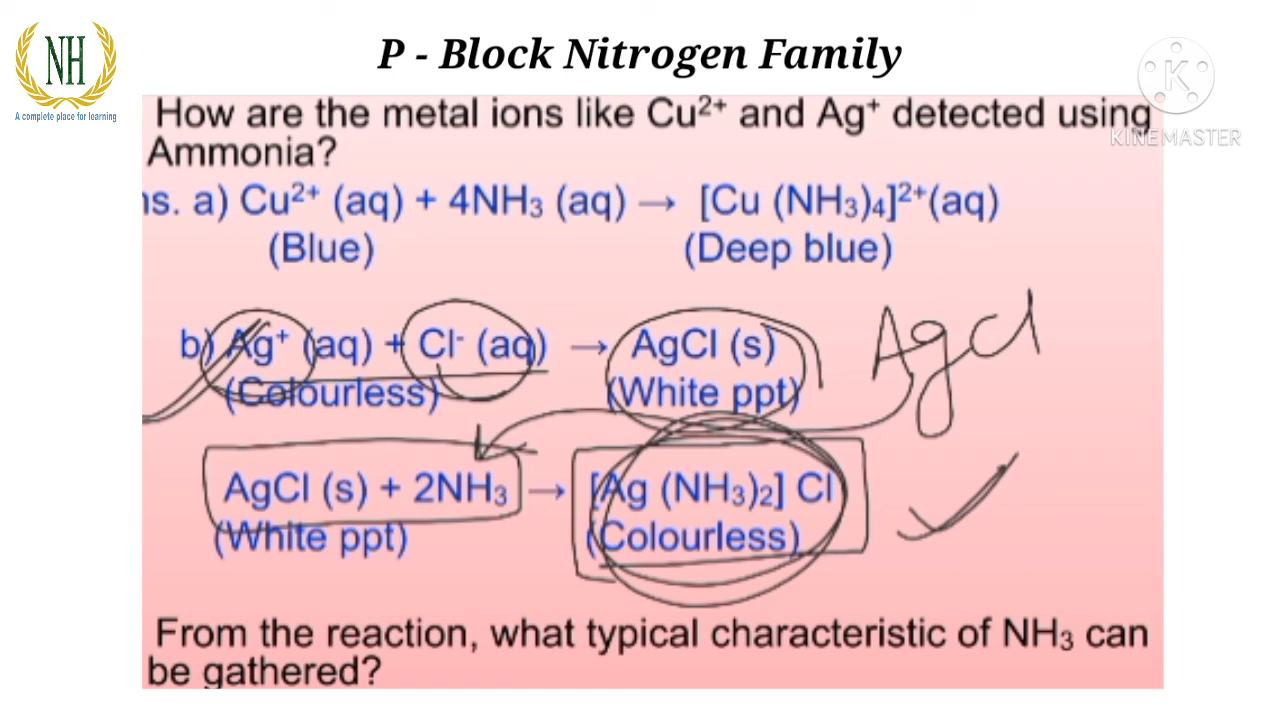 NH
A complete place for learning
P - Block Nitrogen Family
K
KINEMASTER
How are the metal ions like Cu²⁺ and Ag⁺ detected using
Ammonia?
ns. a) Cu²⁺ (aq) + 4NH₃ (aq) → [Cu (NH₃)₄]²⁺(aq)
(Blue) (Deep blue)
b) Ag⁺ (aq) + Cl⁻ (aq) → AgCl (s) AgCl
(Colourless) (White ppt)
AgCl (s) + 2NH₃ → [Ag (NH₃)₂] Cl
(White ppt) (Colourless)
From the reaction, what typical characteristic of NH₃ can
be gathered?